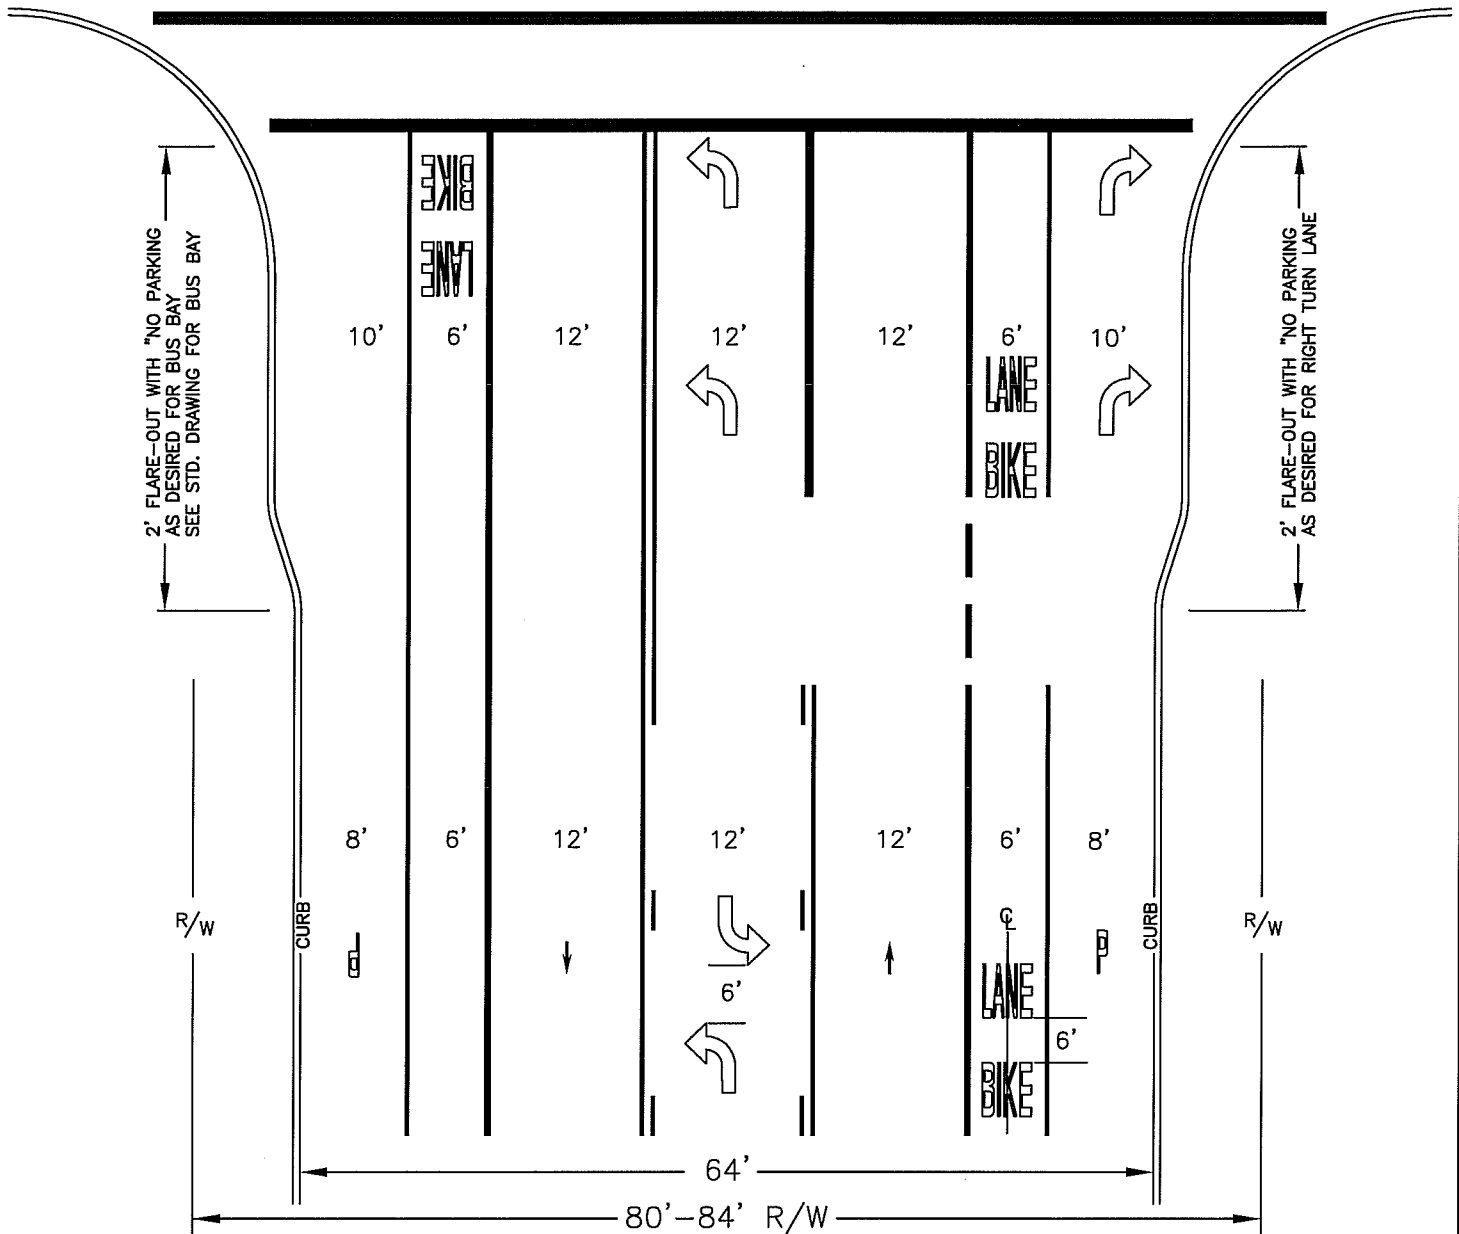 BIKE
LANE
2' FLARE-OUT WITH "NO PARKING
AS DESIRED FOR BUS BAY
SEE STD. DRAWING FOR BUS BAY
2' FLARE-OUT WITH "NO PARKING
AS DESIRED FOR RIGHT TURN LANE
10' 6' 12' 12' 12' 6' 10'
LANE
BIKE
8' 6' 12' 12' 12' 6' 8'
R/W CURB P ℄ P CURB R/W
LANE
6'
6'
BIKE
64'
80'-84' R/W